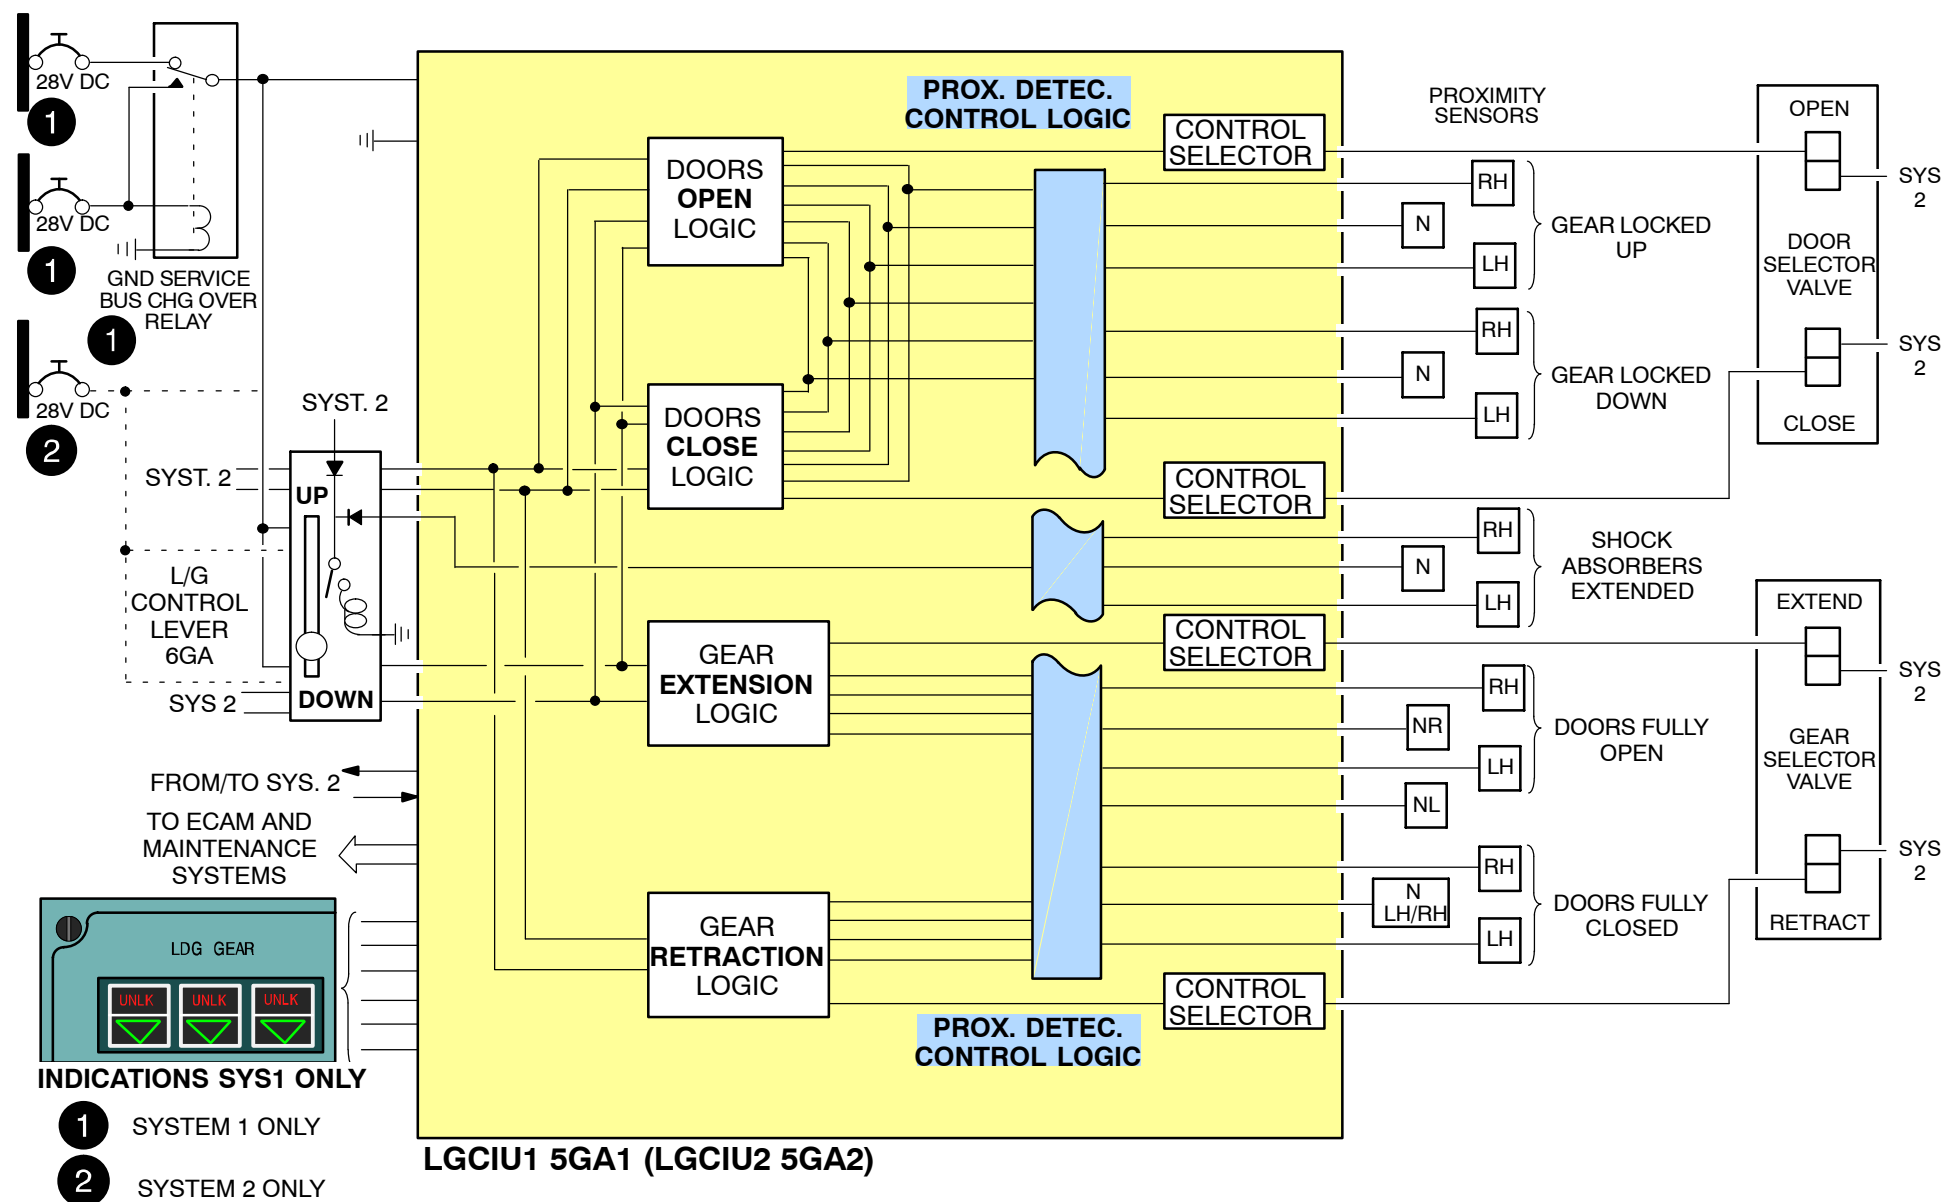 28V DC
1
28V DC
1
GND SERVICE
BUS CHG OVER
RELAY
1
28V DC
2
SYST. 2
SYST. 2
UP
L/G
CONTROL
LEVER
6GA
SYS 2
DOWN
FROM/TO SYS. 2
TO ECAM AND
MAINTENANCE
SYSTEMS
LDG GEAR
UNLK UNLK UNLK
INDICATIONS SYS1 ONLY
1 SYSTEM 1 ONLY
2 SYSTEM 2 ONLY
PROX. DETEC.
CONTROL LOGIC
DOORS
OPEN
LOGIC
DOORS
CLOSE
LOGIC
GEAR
EXTENSION
LOGIC
GEAR
RETRACTION
LOGIC
CONTROL
SELECTOR
CONTROL
SELECTOR
CONTROL
SELECTOR
CONTROL
SELECTOR
PROX. DETEC.
CONTROL LOGIC
LGCIU1 5GA1 (LGCIU2 5GA2)
PROXIMITY
SENSORS
RH
N
LH
GEAR LOCKED
UP
RH
N
LH
GEAR LOCKED
DOWN
RH
N
LH
SHOCK
ABSORBERS
EXTENDED
RH
NR
LH
NL
DOORS FULLY
OPEN
RH
N
LH/RH
LH
DOORS FULLY
CLOSED
OPEN
SYS
2
DOOR
SELECTOR
VALVE
SYS
2
CLOSE
EXTEND
SYS
2
GEAR
SELECTOR
VALVE
SYS
2
RETRACT